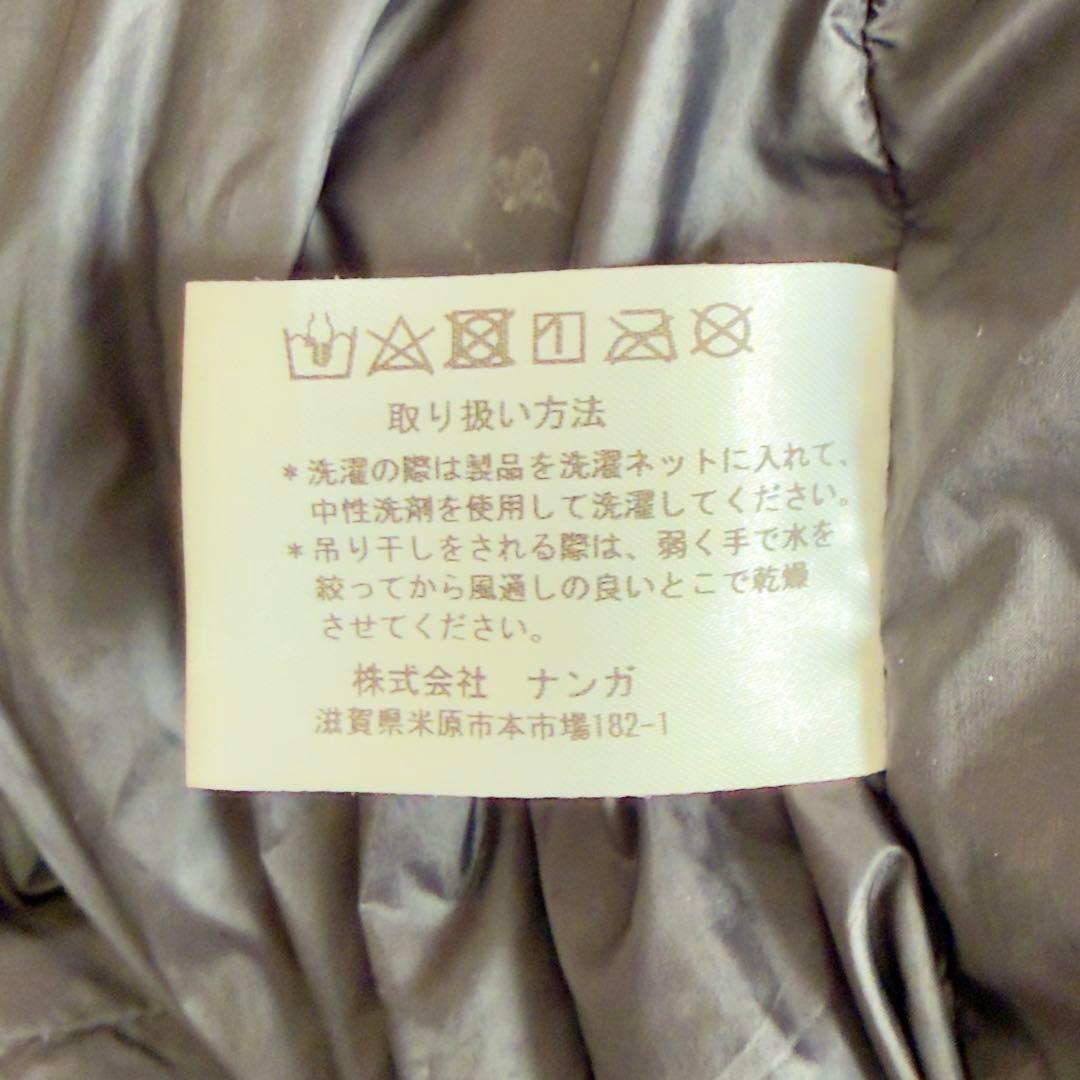 取り扱い方法
*洗濯の際は製品を洗濯ネットに入れて、
中性洗剤を使用して洗濯してください。
*吊り干しをされる際は、弱く手で水を
絞ってから風通しの良いとこで乾燥
させてください。
株式会社 ナンガ
滋賀県米原市本市場182-1